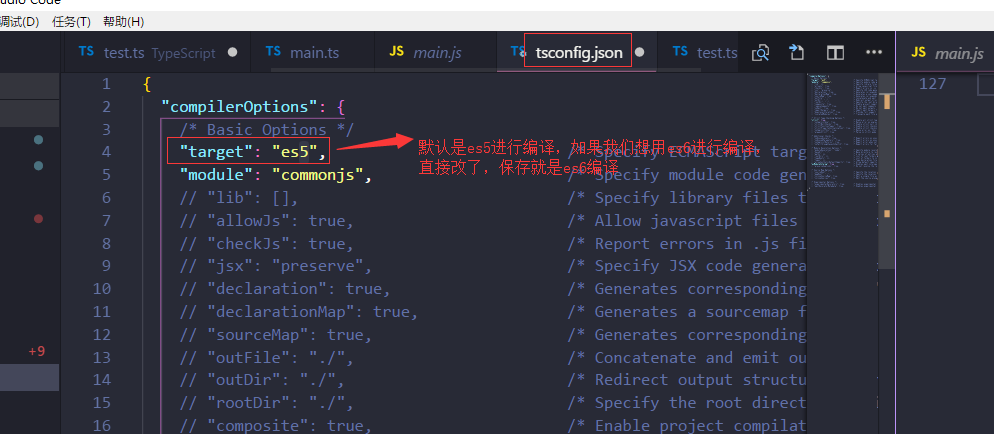 调试(D) 任务(T) 帮助(H)
TS test.ts TypeScript TS main.ts JS main.js tsconfig.json TS test.ts JS main.js
1 {
2 "compilerOptions": {
3 /* Basic Options */
4 "target": "es5",
5 "module": "commonjs", /* Specify module code gen
6 // "lib": [], /* Specify library files t
7 // "allowJs": true, /* Allow javascript files
8 // "checkJs": true, /* Report errors in .js fi
9 // "jsx": "preserve", /* Specify JSX code genera
10 // "declaration": true, /* Generates corresponding
11 // "declarationMap": true, /* Generates a sourcemap f
12 // "sourceMap": true, /* Generates corresponding
13 // "outFile": "./", /* Concatenate and emit ou
14 // "outDir": "./", /* Redirect output structu
15 // "rootDir": "./", /* Specify the root direct
16 // "composite": true, /* Enable project compilat
默认是es5进行编译，如果我们想用es6进行编译，
直接改了，保存就是es6编译
127
+9